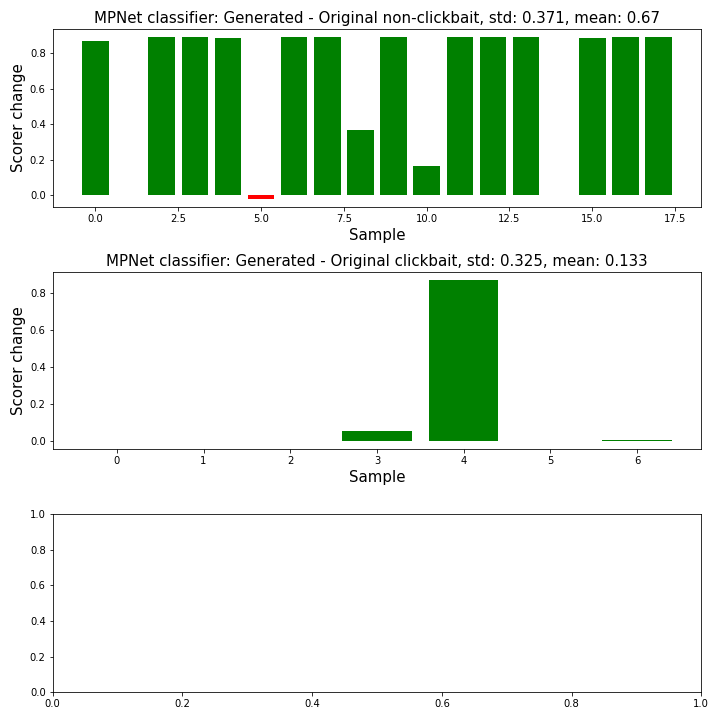 MPNet classifier: Generated - Original non-clickbait, std: 0.371, mean: 0.67
0.8
0.6
0.4
0.2
0.0
Scorer change
0.0 2.5 5.0 7.5 10.0 12.5 15.0 17.5
Sample
MPNet classifier: Generated - Original clickbait, std: 0.325, mean: 0.133
0.8
0.6
0.4
0.2
0.0
Scorer change
0 1 2 3 4 5 6
Sample
1.0
0.8
0.6
0.4
0.2
0.0
0.0 0.2 0.4 0.6 0.8 1.0